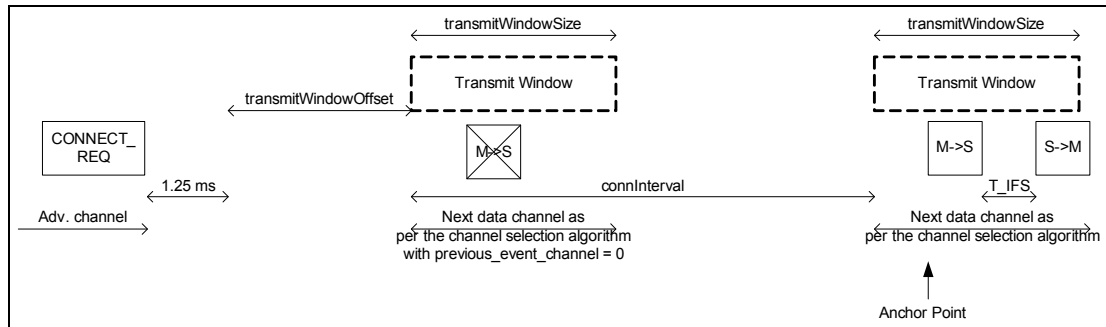 transmitWindowSize
transmitWindowSize
Transmit Window
Transmit Window
transmitWindowOffset
CONNECT_
REQ
M->S
M->S
S->M
1.25 ms
connInterval
T_IFS
Adv. channel
Next data channel as
per the channel selection algorithm
with previous_event_channel = 0
Next data channel as
per the channel selection algorithm
Anchor Point